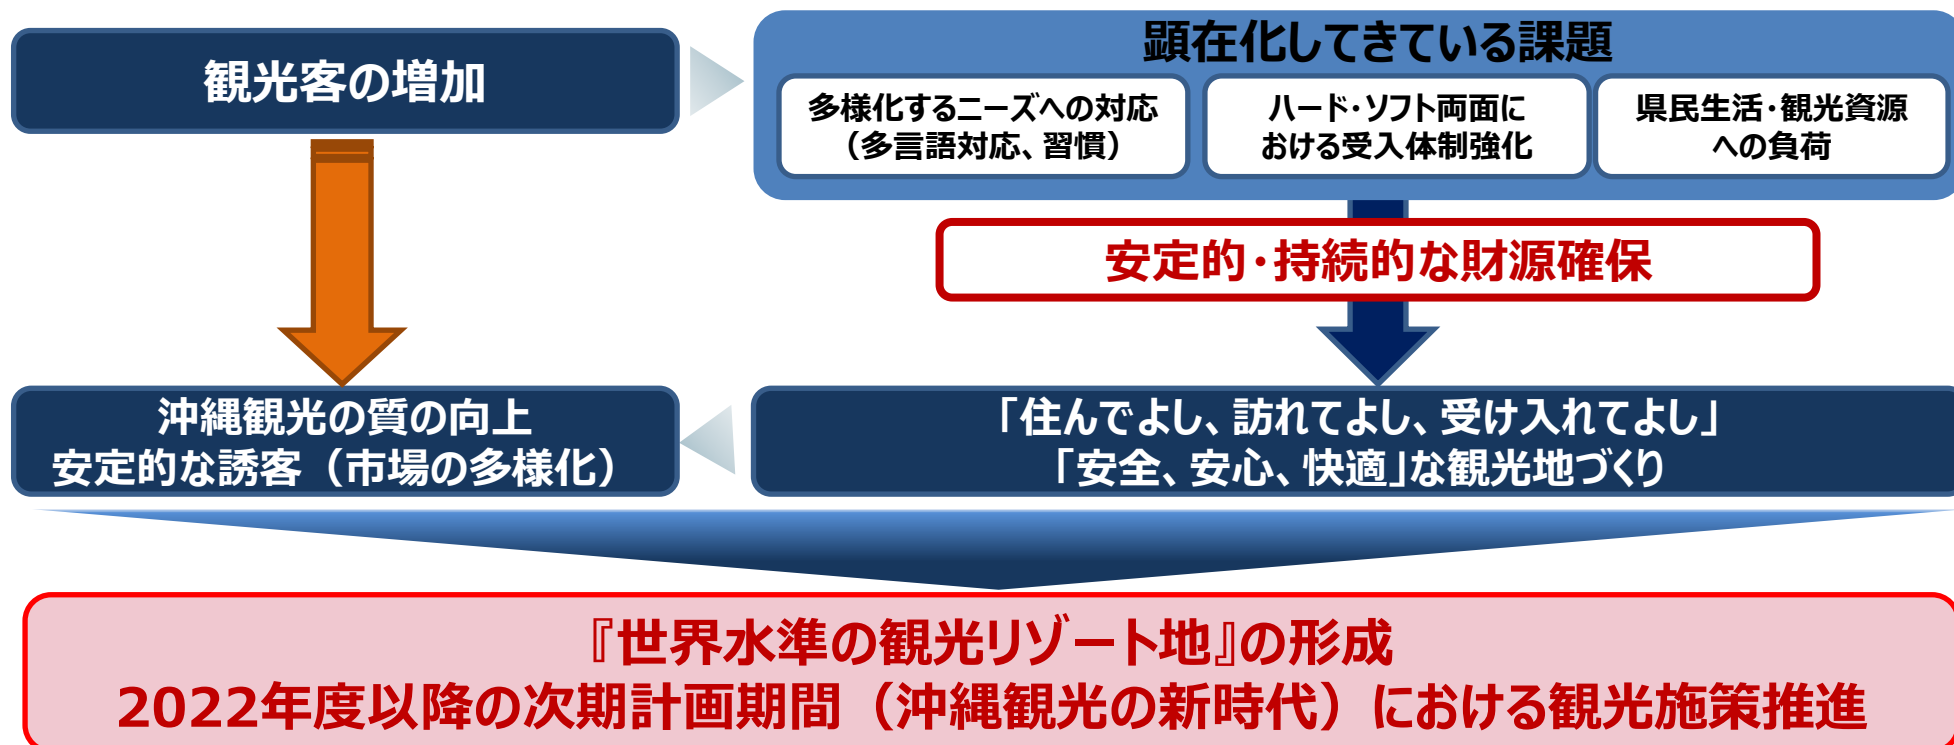 観光客の増加
顕在化してきている課題
多様化するニーズへの対応
（多言語対応、習慣）
ハード・ソフト両面に
おける受入体制強化
県民生活・観光資源
への負荷
安定的・持続的な財源確保
沖縄観光の質の向上
安定的な誘客（市場の多様化）
「住んでよし、訪れてよし、受け入れてよし」
「安全、安心、快適」な観光地づくり
『世界水準の観光リゾート地』の形成
2022年度以降の次期計画期間（沖縄観光の新時代）における観光施策推進